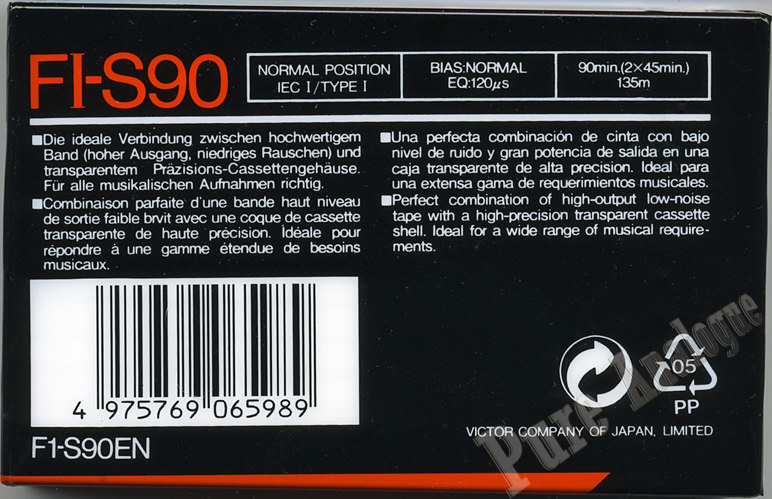 FI-S90
NORMAL POSITION
IEC I/TYPE I
BIAS:NORMAL
EQ:120μs
90min.(2×45min.)
135m
■Die ideale Verbindung zwischen hochwertigem
Band (hoher Ausgang, niedriges Rauschen) und
transparentem Präzisions-Cassettengehäuse.
Für alle musikalischen Aufnahmen richtig.
■Combinaison parfaite d'une bande haut niveau
de sortie faible brvit avec une coque de cassette
transparente de haute précision. Idéale pour
répondre à une gamme étendue de besoins
musicaux.
■Una perfecta combinación de cinta con bajo
nivel de ruido y gran potencia de salida en una
caja transparente de alta precision. Ideal para
una extensa gama de requerimientos musicales.
■Perfect combination of high-output low-noise
tape with a high-precision transparent cassette
shell. Ideal for a wide range of musical require-
ments.
4 975769 065989
F1-S90EN
05
PP
VICTOR COMPANY OF JAPAN, LIMITED
Pure Analogue